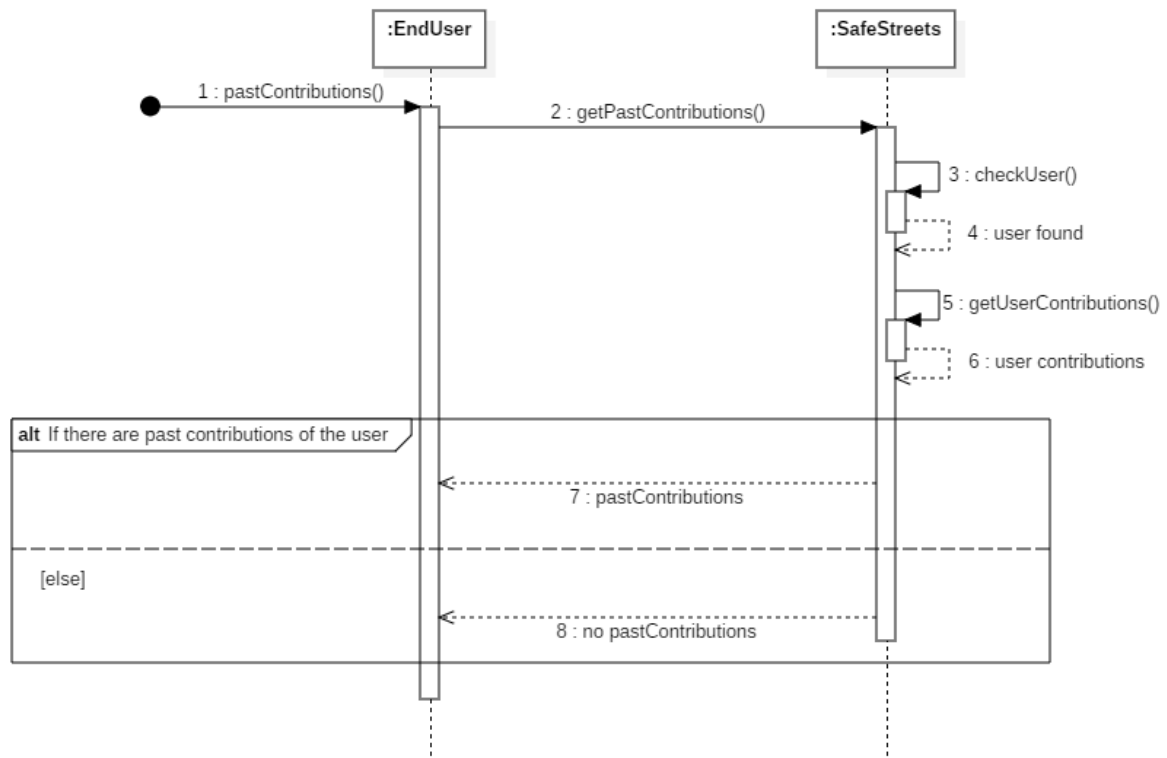 :EndUser
:SafeStreets
1 : pastContributions()
2 : getPastContributions()
3 : checkUser()
4 : user found
5 : getUserContributions()
6 : user contributions
alt If there are past contributions of the user
7 : pastContributions
[else]
8 : no pastContributions